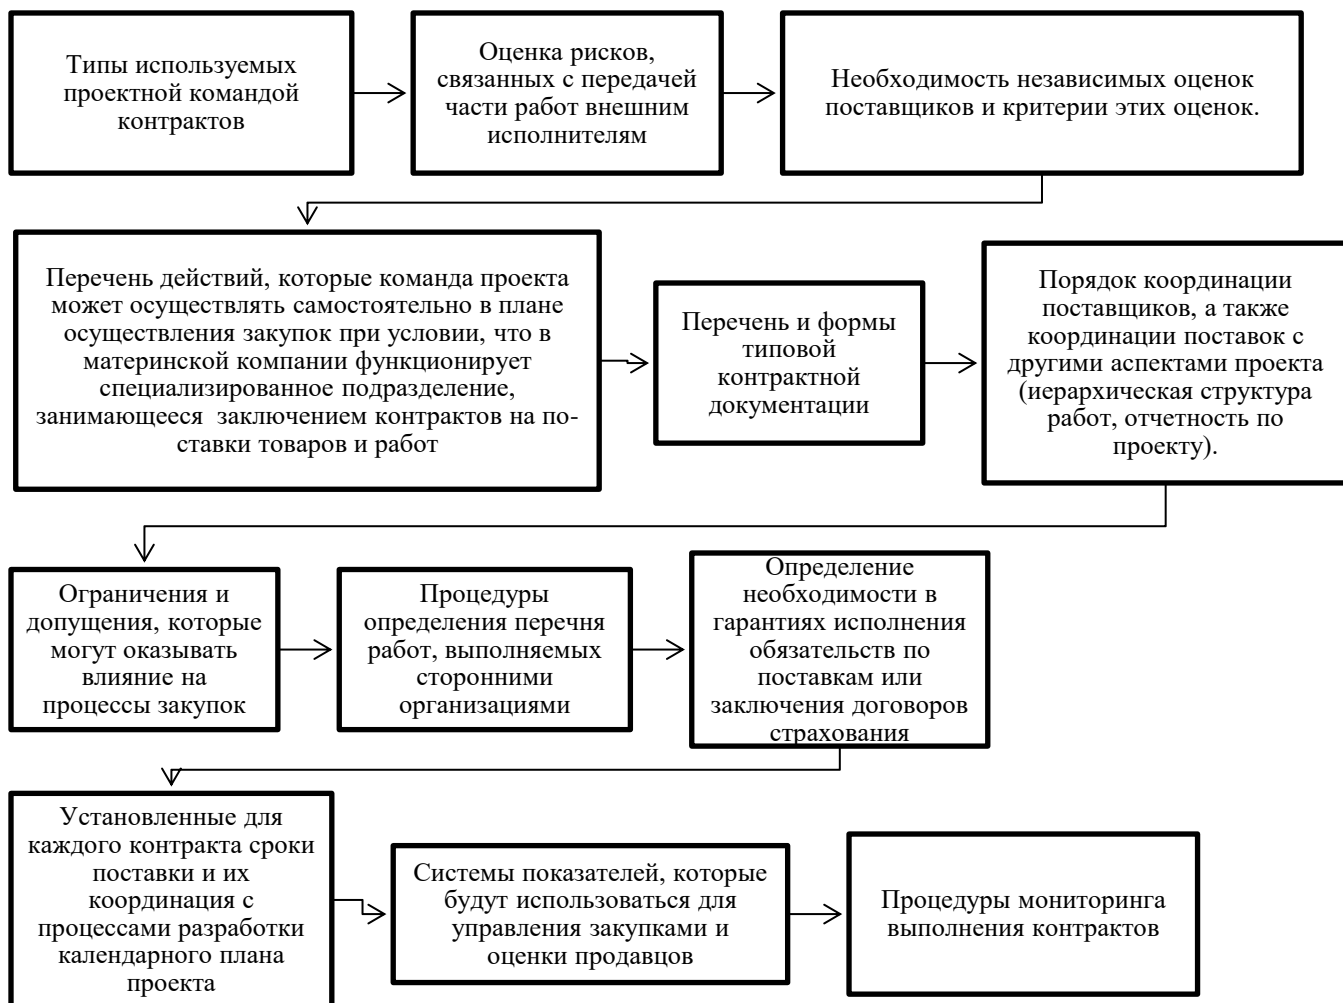 Типы используемых
проектной командой
контрактов
Оценка рисков,
связанных с передачей
части работ внешним
исполнителям
Необходимость независимых оценок
поставщиков и критерии этих оценок.
Перечень действий, которые команда проекта
может осуществлять самостоятельно в плане
осуществления закупок при условии, что в
материнской компании функционирует
специализированное подразделение,
занимающееся заключением контрактов на по-
ставки товаров и работ
Перечень и формы
типовой
контрактной
документации
Порядок координации
поставщиков, а также
координации поставок с
другими аспектами проекта
(иерархическая структура
работ, отчетность по
проекту).
Ограничения и
допущения, которые
могут оказывать
влияние на
процессы закупок
Процедуры
определения перечня
работ, выполняемых
сторонними
организациями
Определение
необходимости в
гарантиях исполнения
обязательств по
поставкам или
заключения договоров
страхования
Установленные для
каждого контракта сроки
поставки и их
координация с
процессами разработки
календарного плана
проекта
Системы показателей, которые
будут использоваться для
управления закупками и
оценки продавцов
Процедуры мониторинга
выполнения контрактов